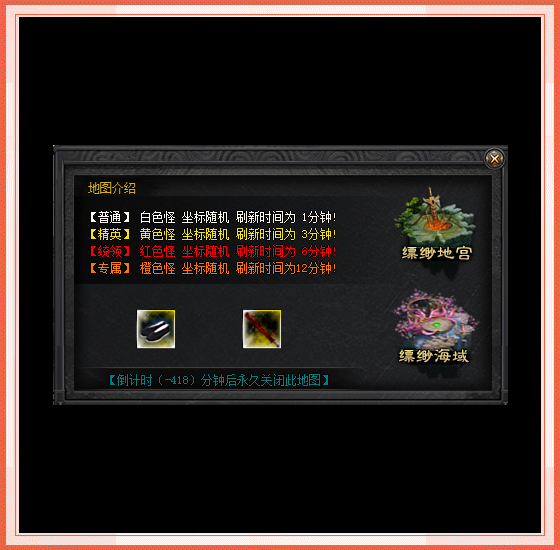 地图介绍
【普通】 白色怪 坐标随机 刷新时间为 1分钟!
【精英】 黄色怪 坐标随机 刷新时间为 3分钟!
【统领】 红色怪 坐标随机 刷新时间为 6分钟!
【专属】 橙色怪 坐标随机 刷新时间为12分钟!
缥缈地宫
缥缈海域
【倒计时（-418）分钟后永久关闭此地图】